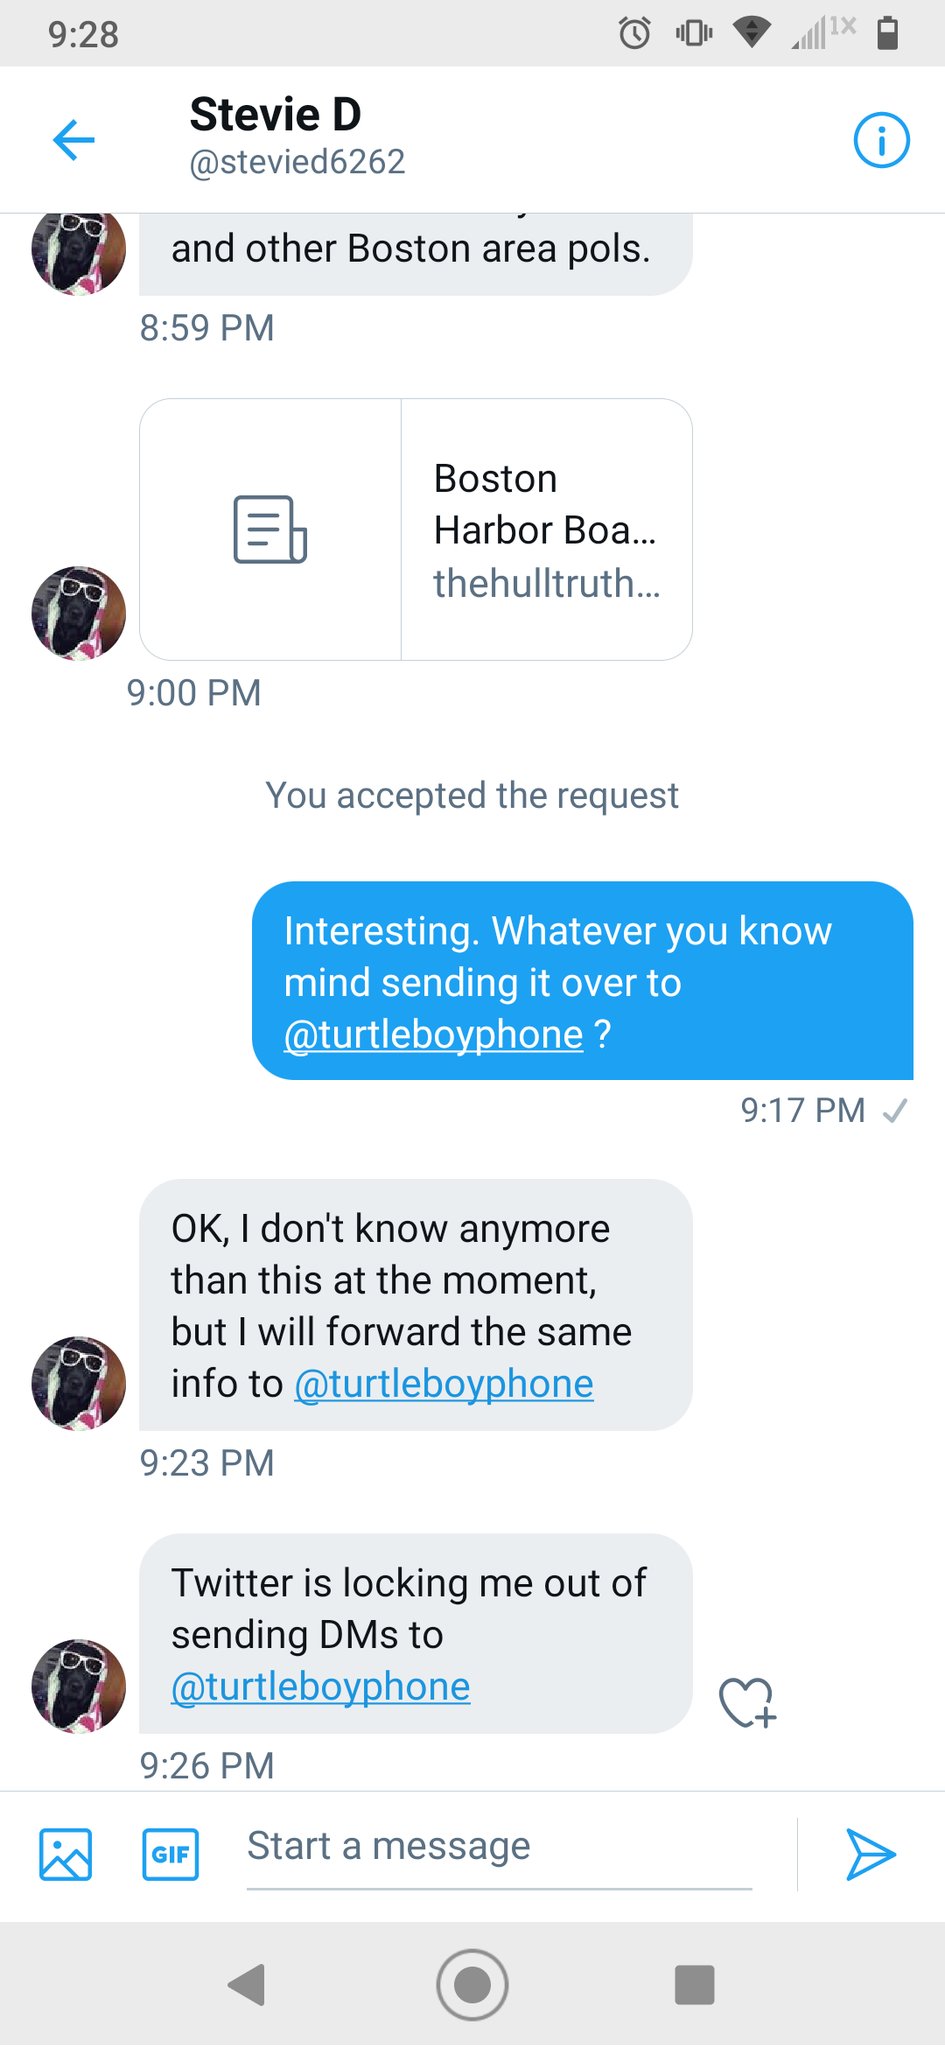 9:28
1X
Stevie D
@stevied6262
and other Boston area pols.
8:59 PM
Boston
Harbor Boa...
thehulltruth...
9:00 PM
You accepted the request
Interesting. Whatever you know
mind sending it over to
@turtleboyphone ?
9:17 PM
OK, I don't know anymore
than this at the moment,
but I will forward the same
info to @turtleboyphone
9:23 PM
Twitter is locking me out of
sending DMs to
@turtleboyphone
9:26 PM
GIF
Start a message